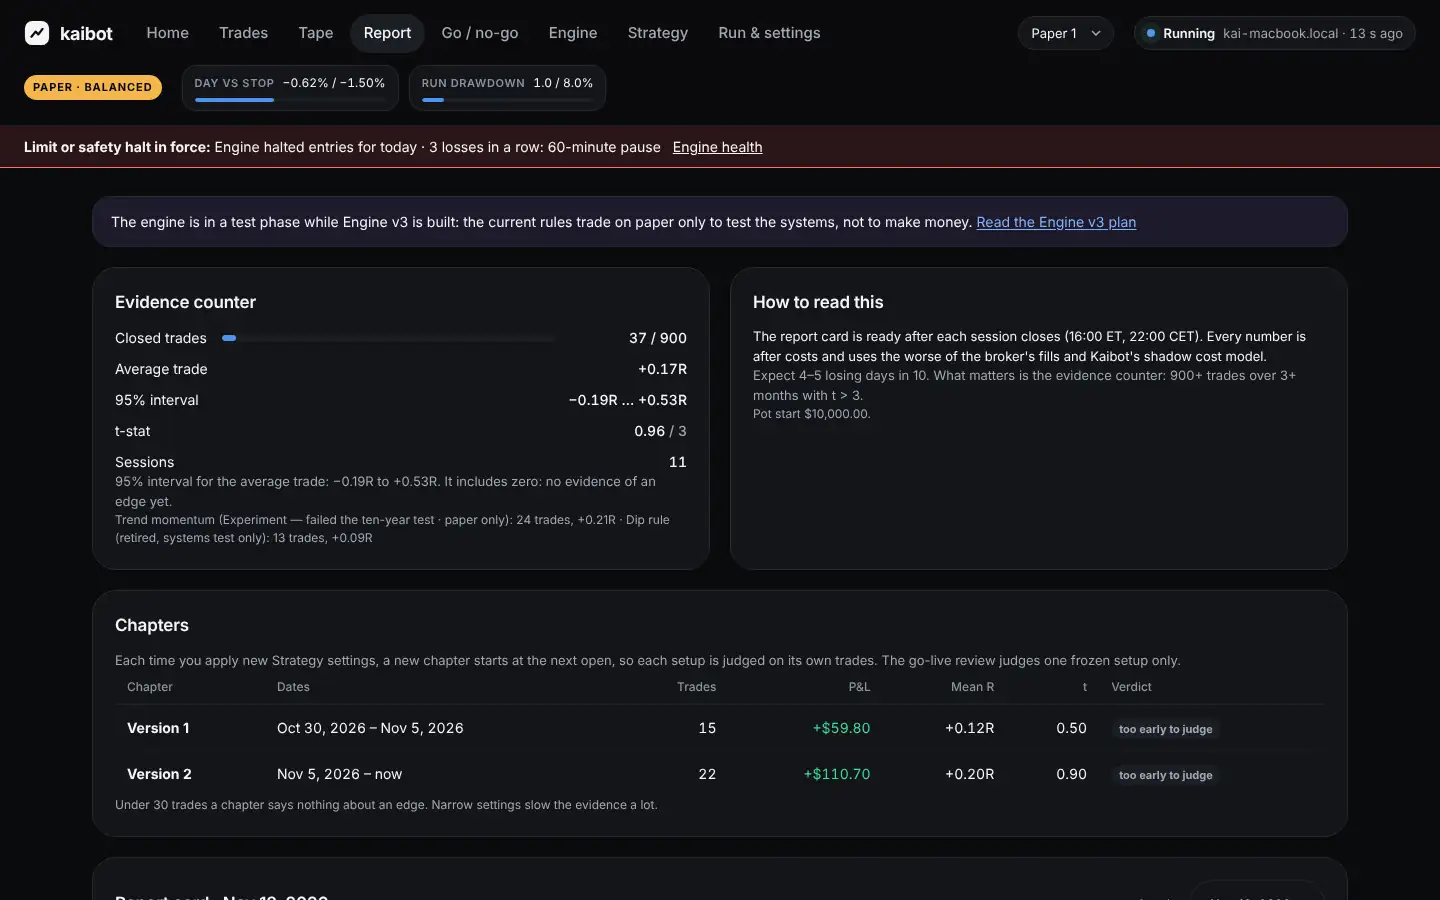 kaibot Home Trades Tape Report Go / no-go Engine Strategy Run & settings Paper 1 Running kai-macbook.local · 13 s ago
PAPER · BALANCED DAY VS STOP −0.62% / −1.50% RUN DRAWDOWN 1.0 / 8.0%
Limit or safety halt in force: Engine halted entries for today · 3 losses in a row: 60-minute pause Engine health
The engine is in a test phase while Engine v3 is built: the current rules trade on paper only to test the systems, not to make money. Read the Engine v3 plan
Evidence counter
Closed trades 37 / 900
Average trade +0.17R
95% interval −0.19R ... +0.53R
t-stat 0.96 / 3
Sessions 11
95% interval for the average trade: −0.19R to +0.53R. It includes zero: no evidence of an
edge yet.
Trend momentum (Experiment — failed the ten-year test · paper only): 24 trades, +0.21R · Dip rule
(retired, systems test only): 13 trades, +0.09R
How to read this
The report card is ready after each session closes (16:00 ET, 22:00 CET). Every number is
after costs and uses the worse of the broker's fills and Kaibot's shadow cost model.
Expect 4–5 losing days in 10. What matters is the evidence counter: 900+ trades over 3+
months with t > 3.
Pot start $10,000.00.
Chapters
Each time you apply new Strategy settings, a new chapter starts at the next open, so each setup is judged on its own trades. The go-live review judges one frozen setup only.
Chapter Dates Trades P&L Mean R t Verdict
Version 1 Oct 30, 2026 – Nov 5, 2026 15 +$59.80 +0.12R 0.50 too early to judge
Version 2 Nov 5, 2026 – now 22 +$110.70 +0.20R 0.90 too early to judge
Under 30 trades a chapter says nothing about an edge. Narrow settings slow the evidence a lot.